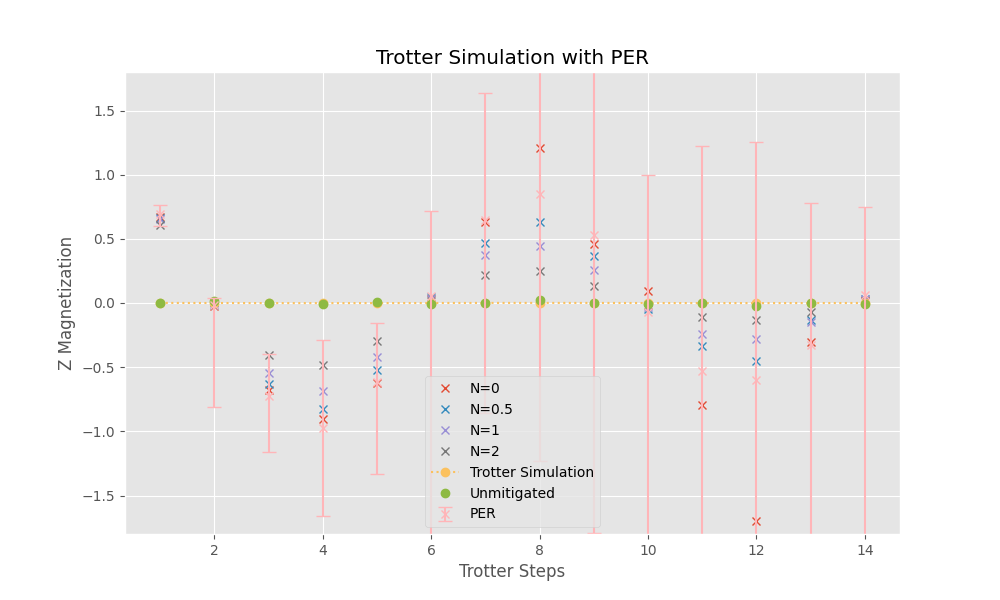 Trotter Simulation with PER
Z Magnetization
1.5
1.0
0.5
0.0
−0.5
−1.0
−1.5
N=0
N=0.5
N=1
N=2
Trotter Simulation
Unmitigated
PER
2
4
6
8
10
12
14
Trotter Steps